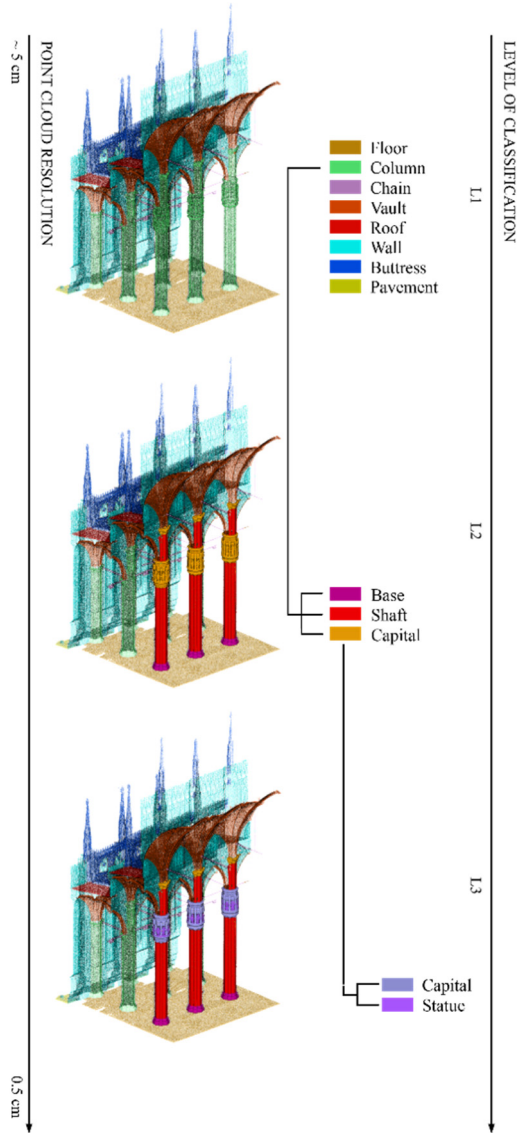 ~ 5 cm
POINT CLOUD RESOLUTION
0.5 cm
LEVEL OF CLASSIFICATION
L1
Floor
Column
Chain
Vault
Roof
Wall
Buttress
Pavement
L2
Base
Shaft
Capital
L3
Capital
Statue